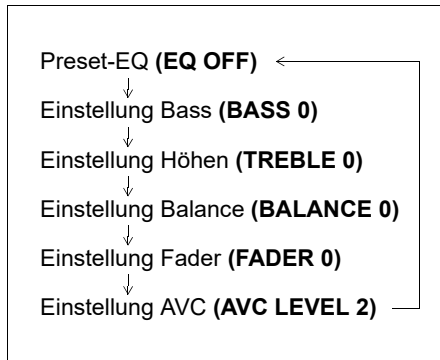 Preset-EQ (EQ OFF)
Einstellung Bass (BASS 0)
Einstellung Höhen (TREBLE 0)
Einstellung Balance (BALANCE 0)
Einstellung Fader (FADER 0)
Einstellung AVC (AVC LEVEL 2)